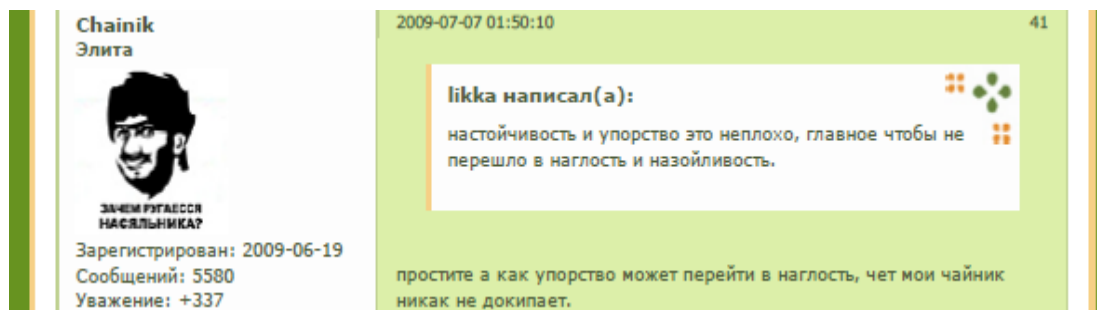 Chainik
Элита
ЗАЧЕМ РУГАЕССЯ
НАСЯЛЬНИКА?
Зарегистрирован: 2009-06-19
Сообщений: 5580
Уважение: +337
2009-07-07 01:50:10
41
likka написал(а):
настойчивость и упорство это неплохо, главное чтобы не
перешло в наглость и назойливость.
простите а как упорство может перейти в наглость, чет мои чайник
никак не докипает.